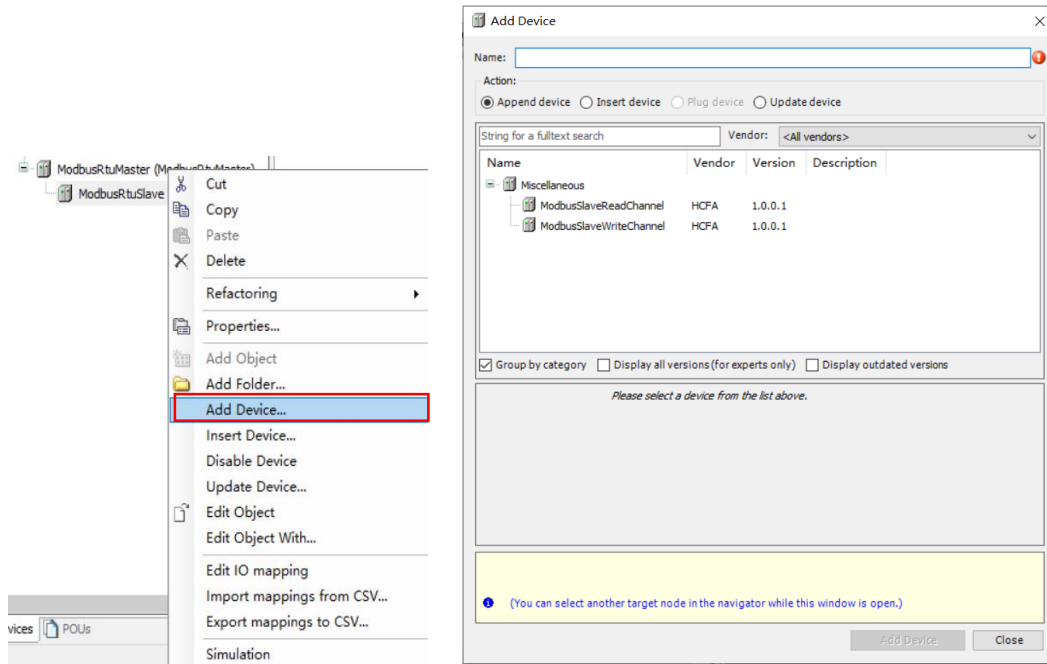 ModbusRtuMaster (ModbusRtuMaster)
ModbusRtuSlave
Cut
Copy
Paste
Delete
Refactoring
Properties...
Add Object
Add Folder...
Add Device...
Insert Device...
Disable Device
Update Device...
Edit Object
Edit Object With...
Edit IO mapping
Import mappings from CSV...
Export mappings to CSV...
Simulation
vices
POUs
Add Device
Name:
Action:
Append device Insert device Plug device Update device
String for a fulltext search Vendor: <All vendors>
Name Vendor Version Description
Miscellaneous
ModbusSlaveReadChannel HCFA 1.0.0.1
ModbusSlaveWriteChannel HCFA 1.0.0.1
Group by category Display all versions(for experts only) Display outdated versions
Please select a device from the list above.
(You can select another target node in the navigator while this window is open.)
Add Device Close